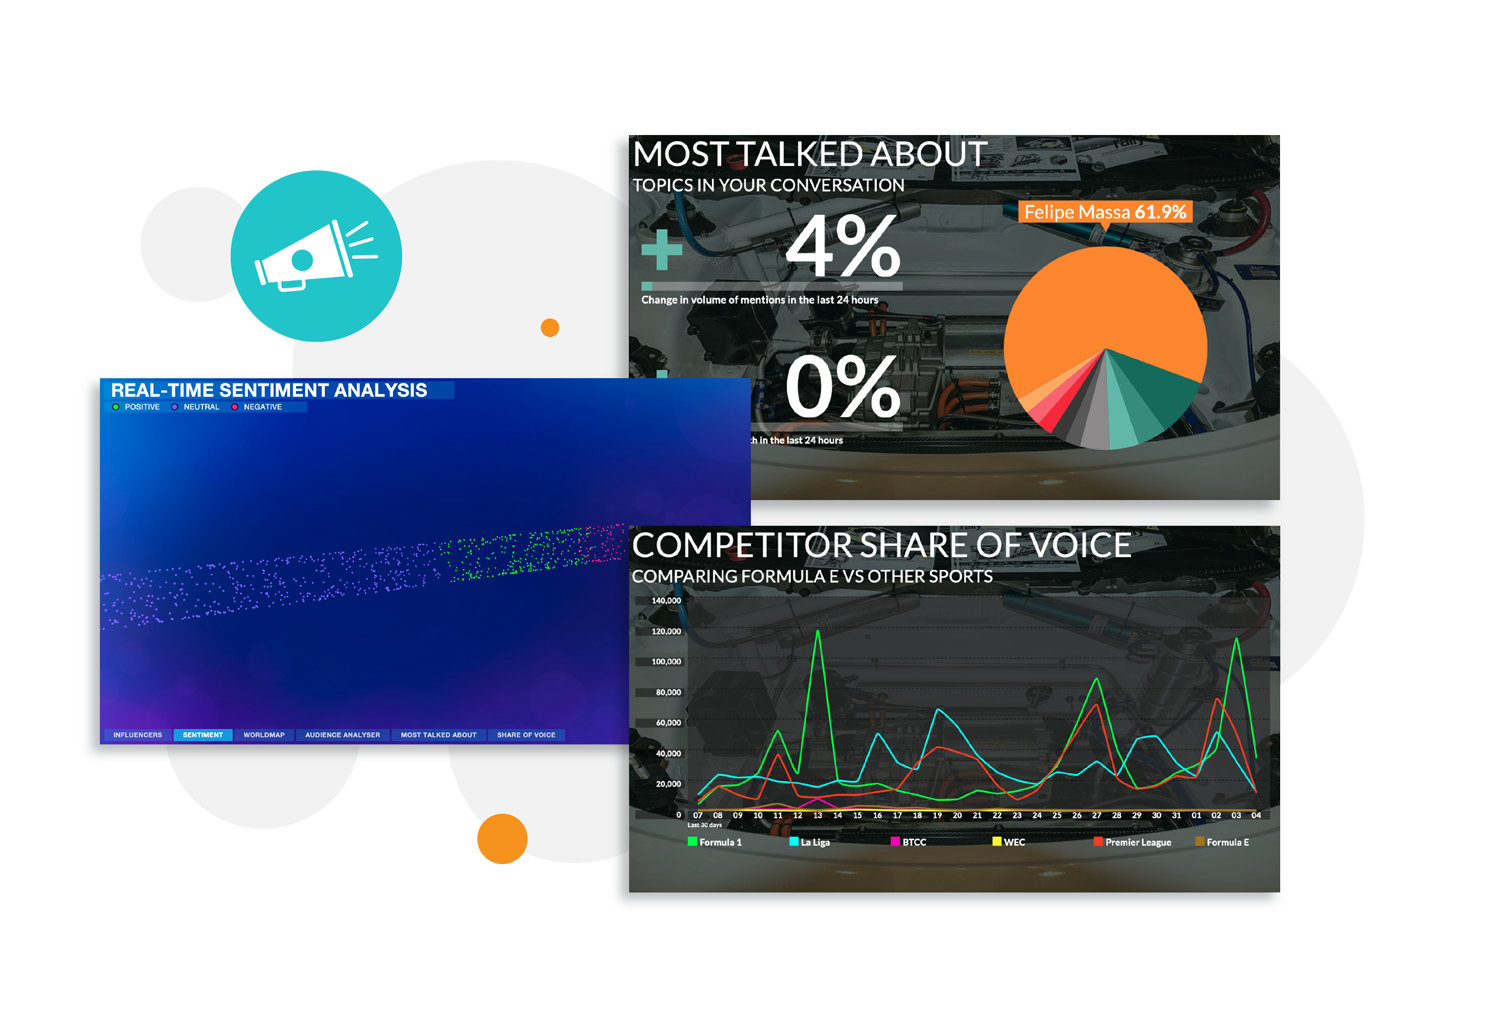 MOST TALKED ABOUT
TOPICS IN YOUR CONVERSATION
4%
Change in volume of mentions in the last 24 hours
0%
in the last 24 hours
Felipe Massa 61.9%
REAL-TIME SENTIMENT ANALYSIS
POSITIVE NEUTRAL NEGATIVE
INFLUENCERS SENTIMENT WORLDMAP AUDIENCE ANALYSER MOST TALKED ABOUT SHARE OF VOICE
COMPETITOR SHARE OF VOICE
COMPARING FORMULA E VS OTHER SPORTS
140,000
120,000
100,000
80,000
60,000
40,000
20,000
0
07 08 09 10 11 12 13 14 15 16 17 18 19 20 21 22 23 24 25 26 27 28 29 30 31 01 02 03 04
Last 30 days
Formula 1 La Liga BTCC WEC Premier League Formula E